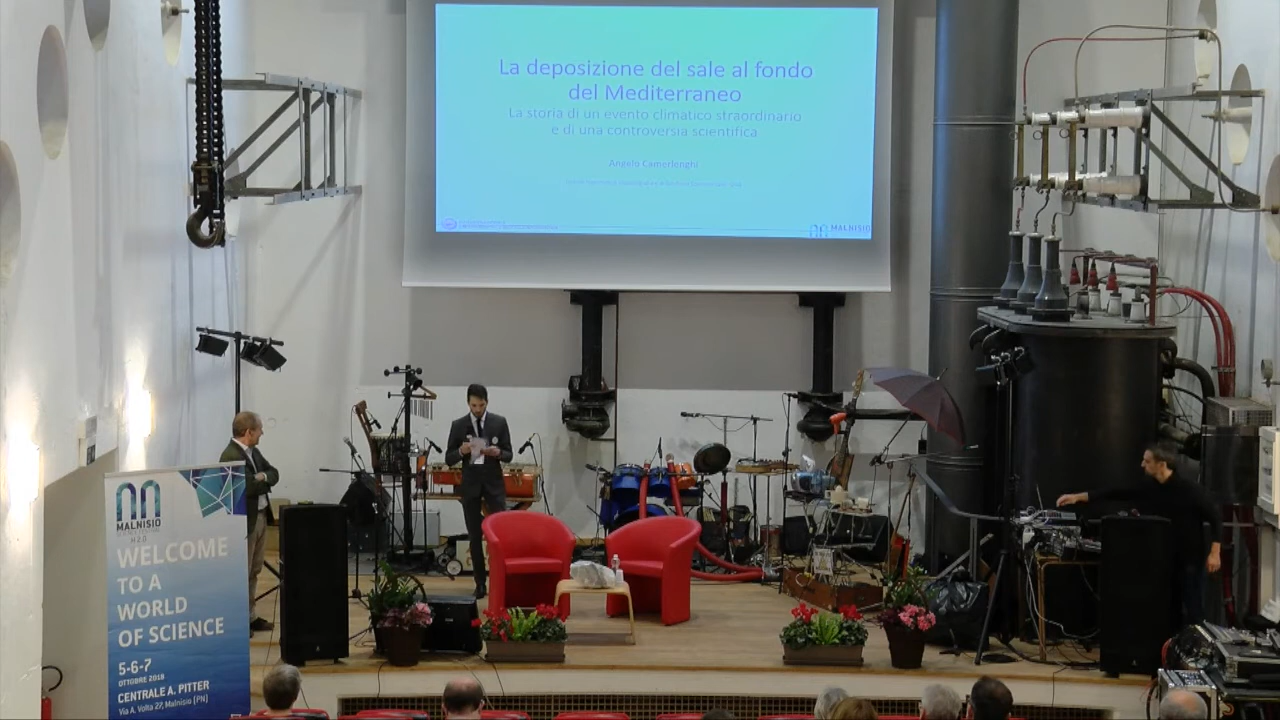 La deposizione del sale al fondo
del Mediterraneo
La storia di un evento climatico straordinario
e di una controversia scientifica
Angelo Camerlenghi
MALNISIO
MALNISIO
H2O
WELCOME
TO A
WORLD
OF SCIENCE
5-6-7
OTTOBRE 2018
CENTRALE A. PITTER
Via A. Volta 27, Malnisio (PN)